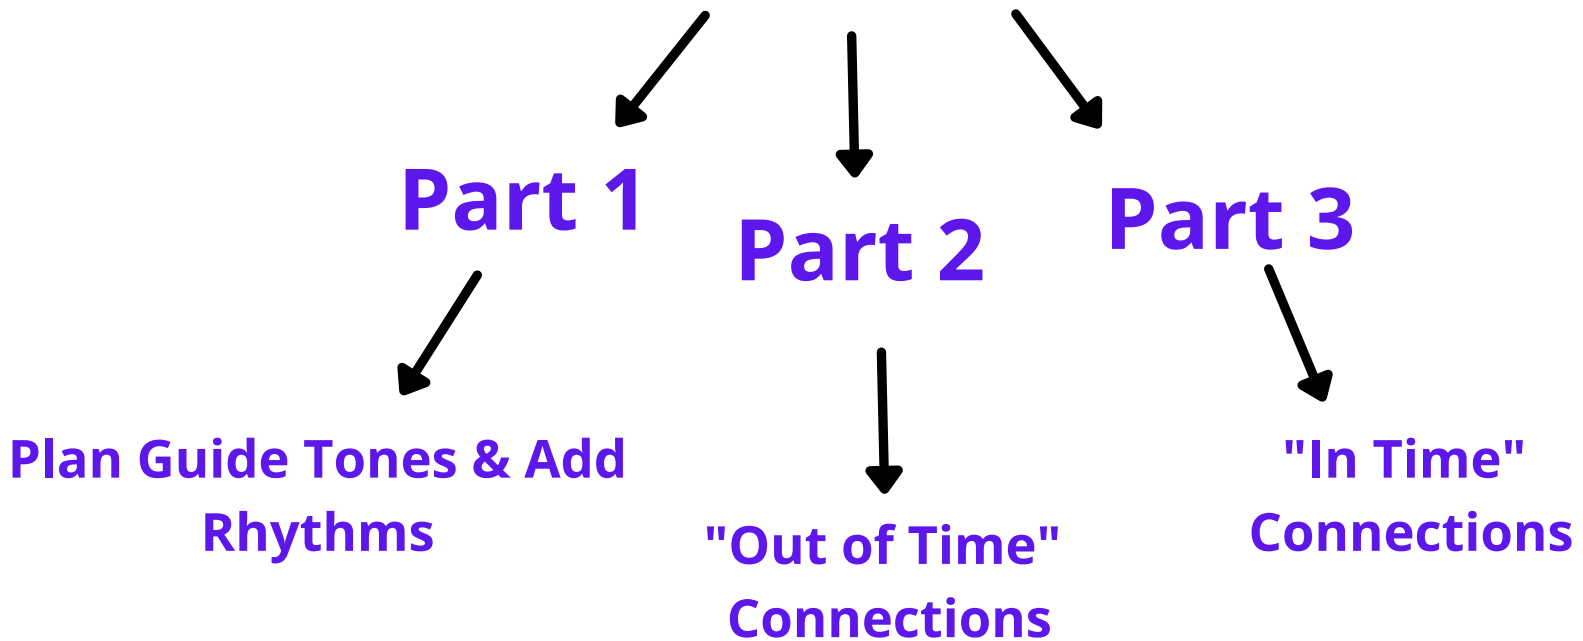 Part 1
Part 2
Part 3
Plan Guide Tones & Add
Rhythms
"Out of Time"
Connections
"In Time"
Connections